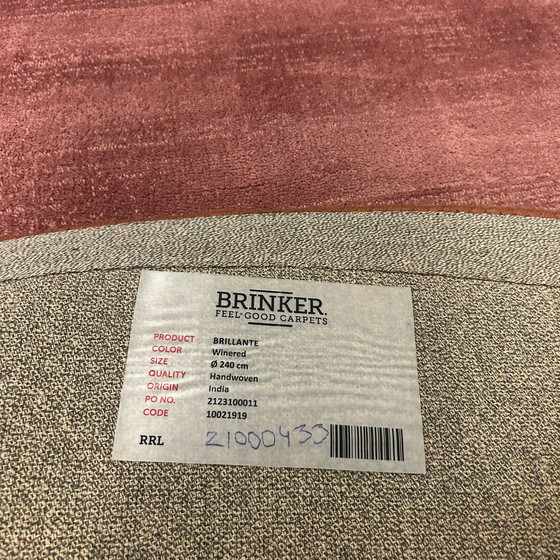 BRINKER.
FEEL GOOD CARPETS
PRODUCT BRILLANTE
COLOR Winered
SIZE Ø 240 cm
QUALITY Handwoven
ORIGIN India
PO NO. 2123100011
CODE 10021919
RRL 21000433